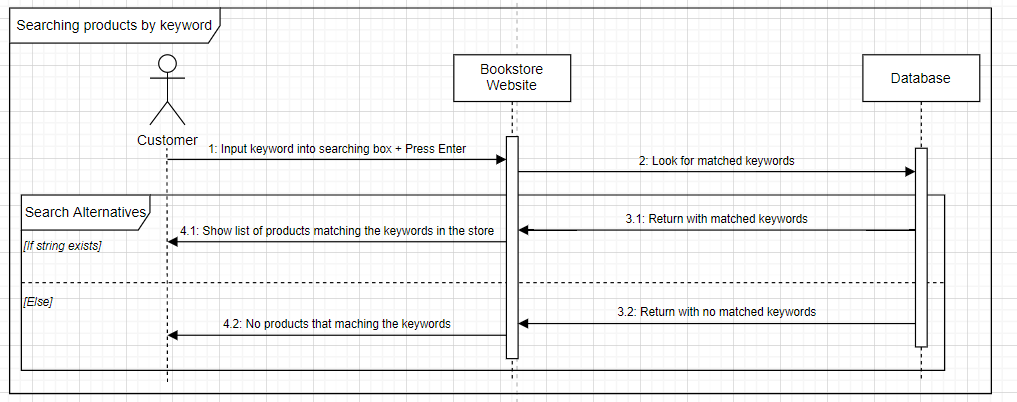 Searching products by keyword
Bookstore
Website
Database
Customer
1: Input keyword into searching box + Press Enter
2: Look for matched keywords
Search Alternatives
3.1: Return with matched keywords
4.1: Show list of products matching the keywords in the store
[If string exists]
[Else]
3.2: Return with no matched keywords
4.2: No products that maching the keywords